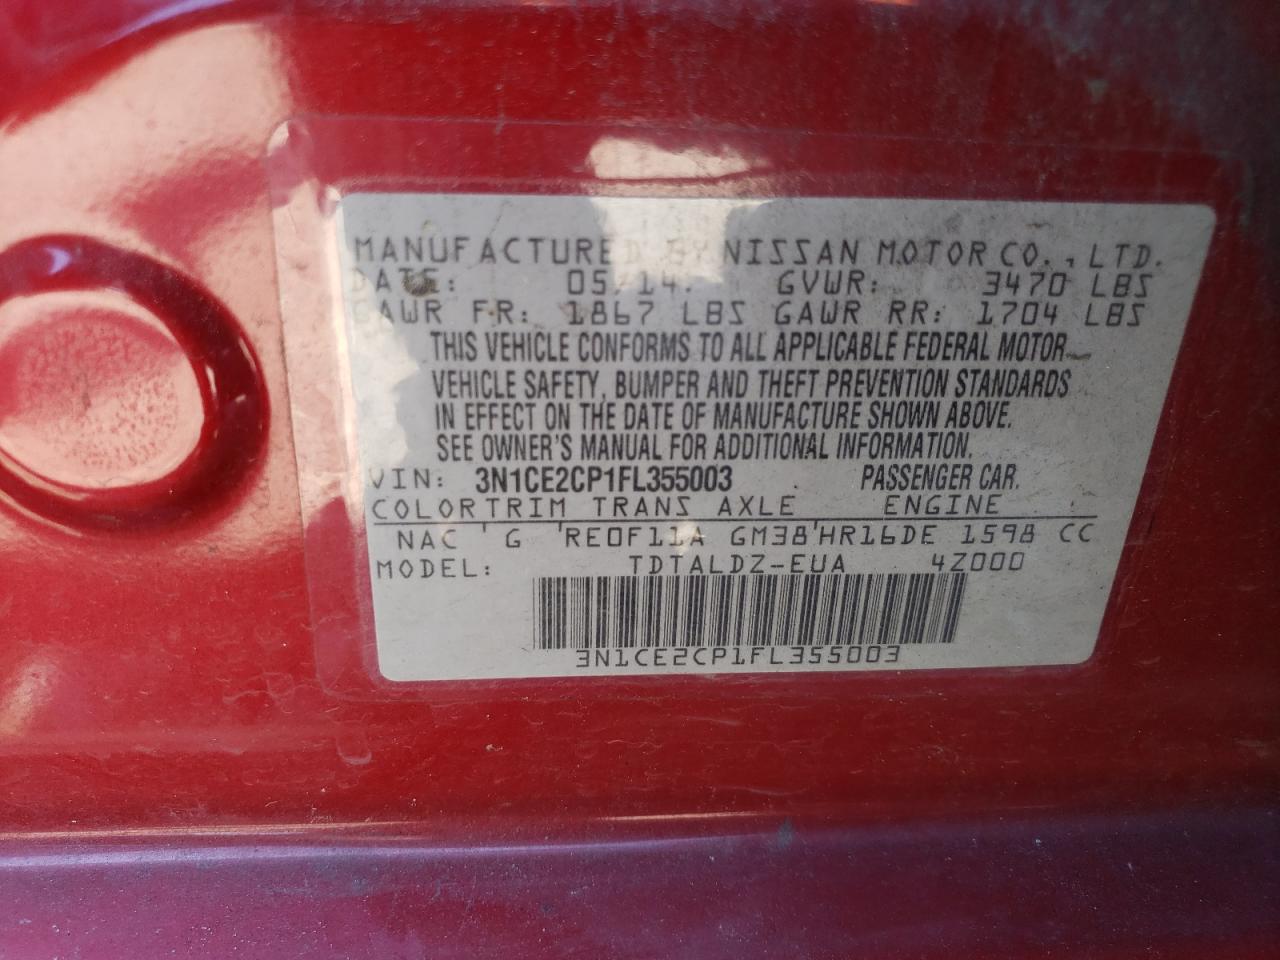 MANUFACTURED BY NISSAN MOTOR CO., LTD.
DATE: 05/14. GVWR: 3470 LBS
GAWR FR: 1867 LBS GAWR RR: 1704 LBS
THIS VEHICLE CONFORMS TO ALL APPLICABLE FEDERAL MOTOR
VEHICLE SAFETY, BUMPER AND THEFT PREVENTION STANDARDS
IN EFFECT ON THE DATE OF MANUFACTURE SHOWN ABOVE.
SEE OWNER'S MANUAL FOR ADDITIONAL INFORMATION.
VIN: 3N1CE2CP1FL355003 PASSENGER CAR.
COLOR TRIM TRANS AXLE ENGINE
NAC ' G ' RE0F11A GM38 ' HR16DE 1598 CC
MODEL: TDTALDZ-EUA 4Z000
3N1CE2CP1FL355003